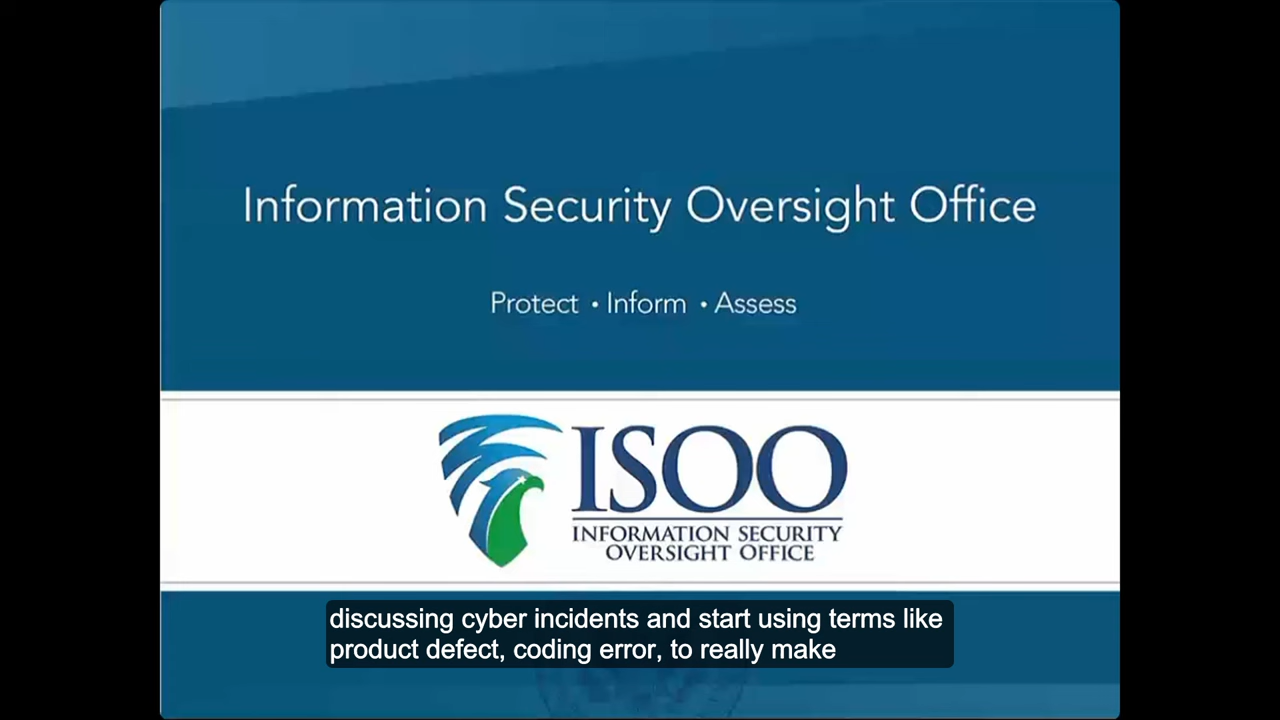 Information Security Oversight Office
Protect • Inform • Assess
ISOO
INFORMATION SECURITY
OVERSIGHT OFFICE
discussing cyber incidents and start using terms like
product defect, coding error, to really make